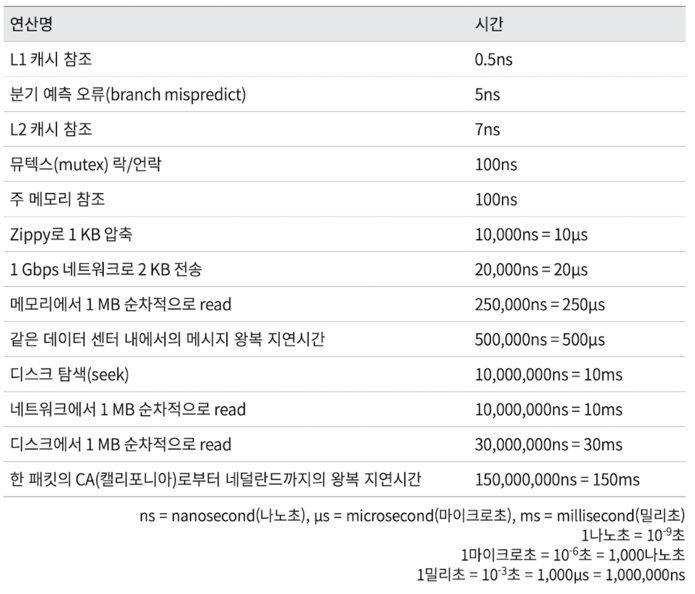 연산명 시간
L1 캐시 참조 0.5ns
분기 예측 오류(branch mispredict) 5ns
L2 캐시 참조 7ns
뮤텍스(mutex) 락/언락 100ns
주 메모리 참조 100ns
Zippy로 1 KB 압축 10,000ns = 10μs
1 Gbps 네트워크로 2 KB 전송 20,000ns = 20μs
메모리에서 1 MB 순차적으로 read 250,000ns = 250μs
같은 데이터 센터 내에서의 메시지 왕복 지연시간 500,000ns = 500μs
디스크 탐색(seek) 10,000,000ns = 10ms
네트워크에서 1 MB 순차적으로 read 10,000,000ns = 10ms
디스크에서 1 MB 순차적으로 read 30,000,000ns = 30ms
한 패킷의 CA(캘리포니아)로부터 네덜란드까지의 왕복 지연시간 150,000,000ns = 150ms
ns = nanosecond(나노초), μs = microsecond(마이크로초), ms = millisecond(밀리초)
1나노초 = 10⁻⁹초
1마이크로초 = 10⁻⁶초 = 1,000나노초
1밀리초 = 10⁻³초 = 1,000μs = 1,000,000ns